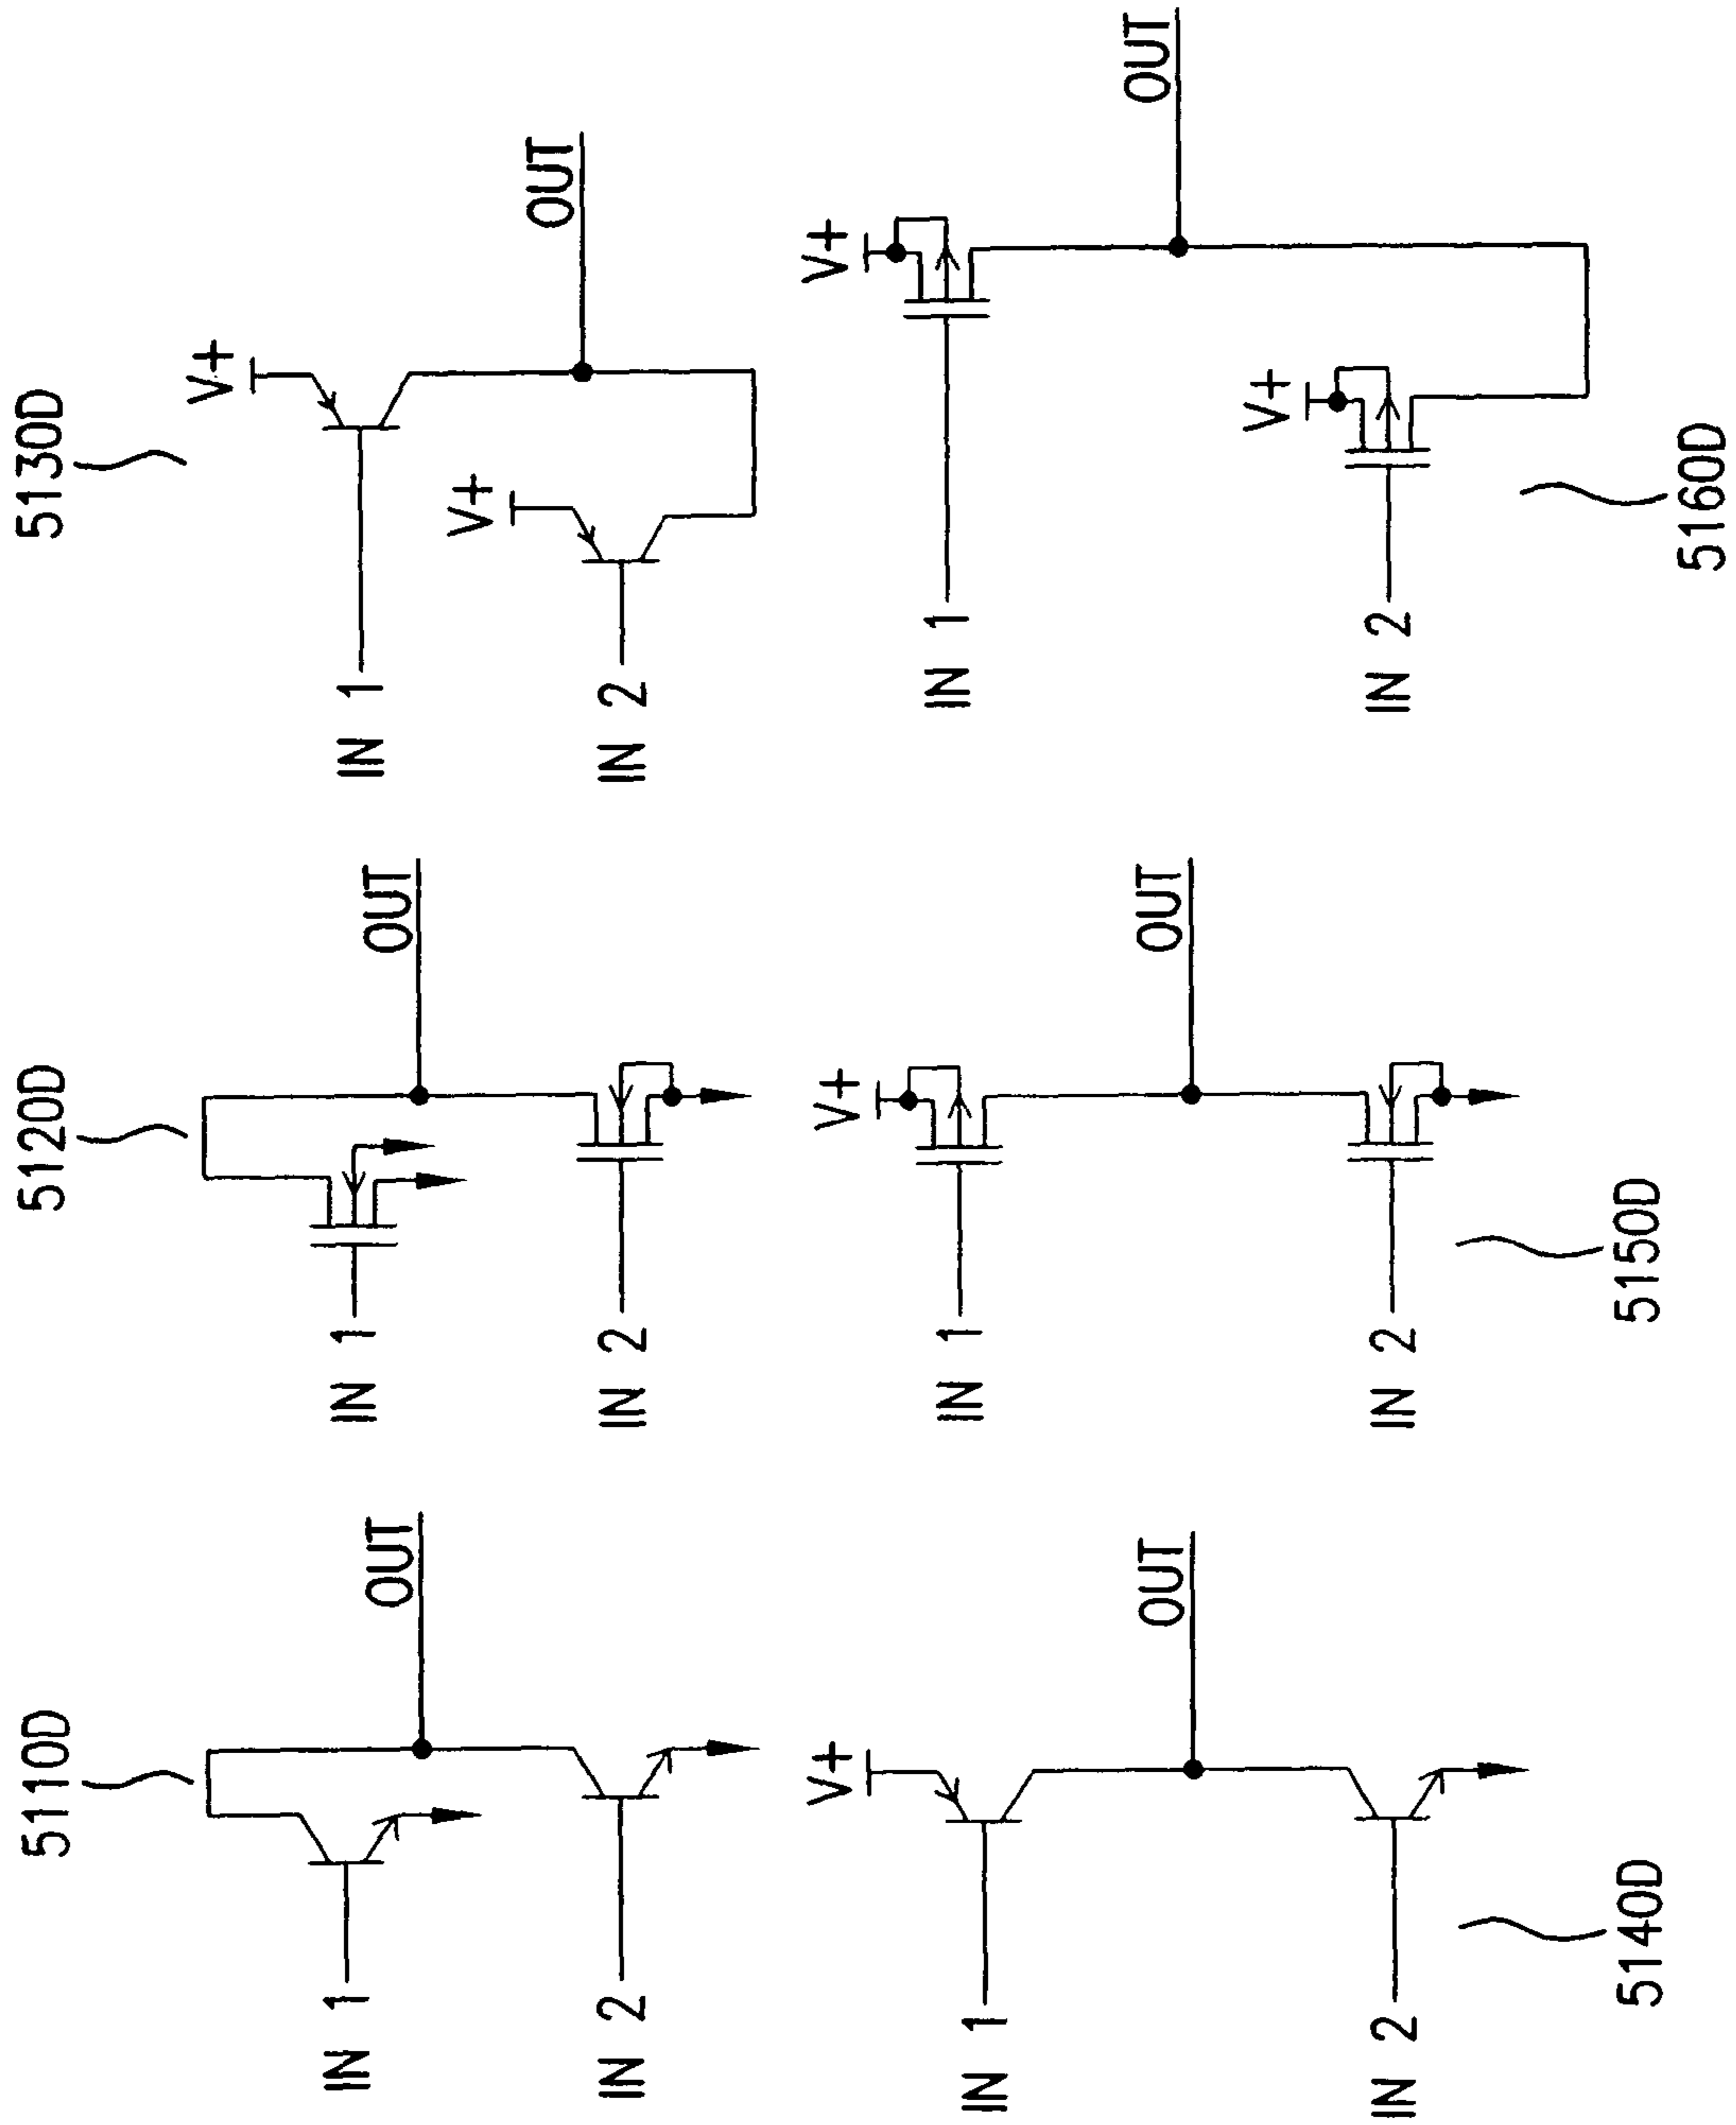 5110D
IN 1
IN 2
OUT
5120D
IN 1
IN 2
OUT
5130D
V+
IN 1
V+
IN 2
OUT
V+
IN 1
IN 2
OUT
5140D
V+
IN 1
IN 2
OUT
5150D
V+
IN 1
V+
IN 2
OUT
5160D